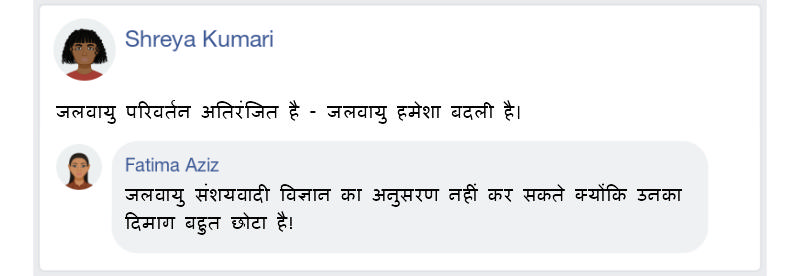 Shreya Kumari
जलवायु परिवर्तन अतिरंजित है - जलवायु हमेशा बदली है।
Fatima Aziz
जलवायु संशयवादी विज्ञान का अनुसरण नहीं कर सकते क्योंकि उनका
दिमाग बहुत छोटा है!